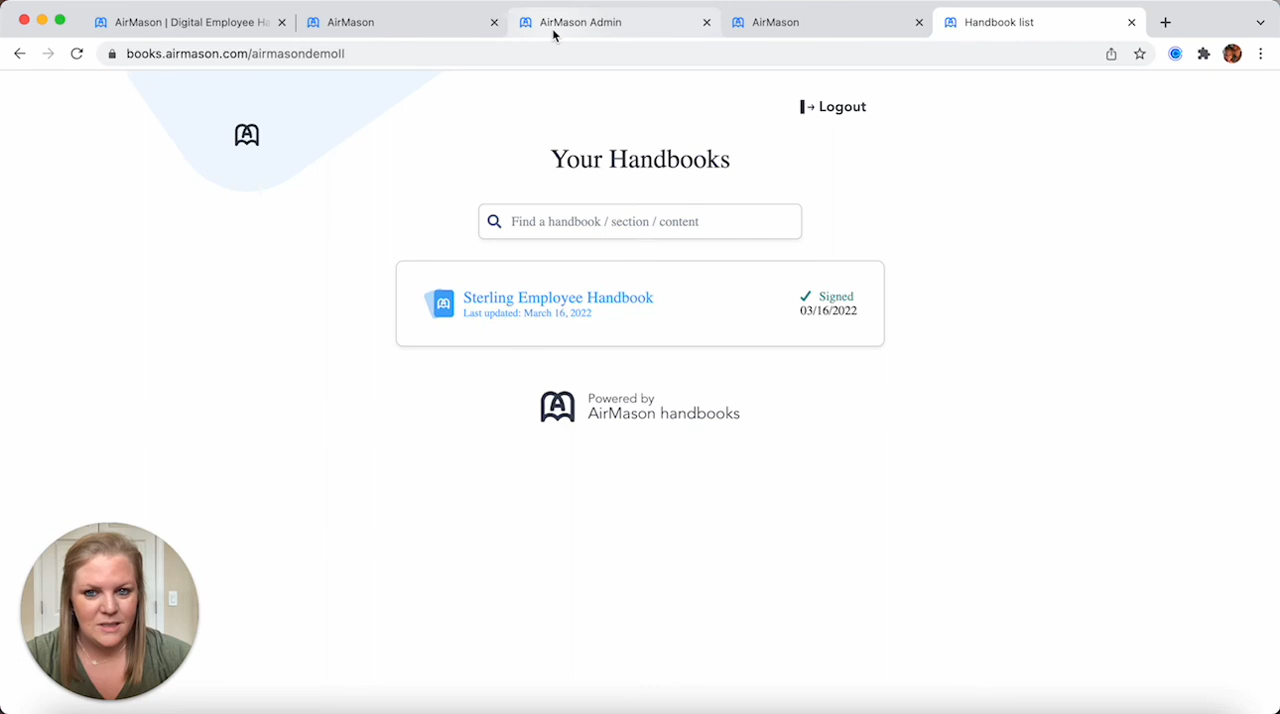 AirMason | Digital Employee Ha
AirMason
AirMason Admin
AirMason
Handbook list
books.airmason.com/airmasondemoll
Logout
Your Handbooks
Find a handbook / section / content
Sterling Employee Handbook
Last updated: March 16, 2022
Signed
03/16/2022
Powered by
AirMason handbooks